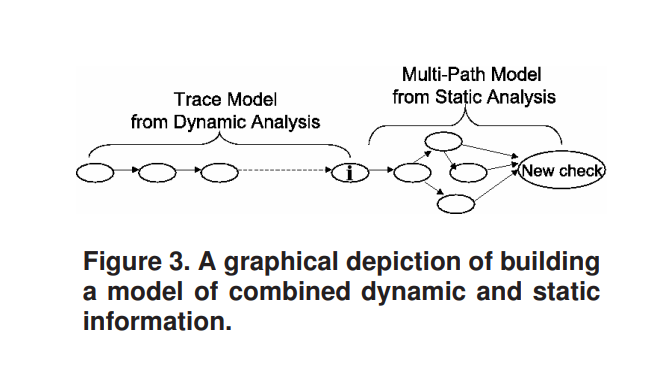 Multi-Path Model
from Static Analysis
Trace Model
from Dynamic Analysis
i
New check
Figure 3. A graphical depiction of building
a model of combined dynamic and static
information.